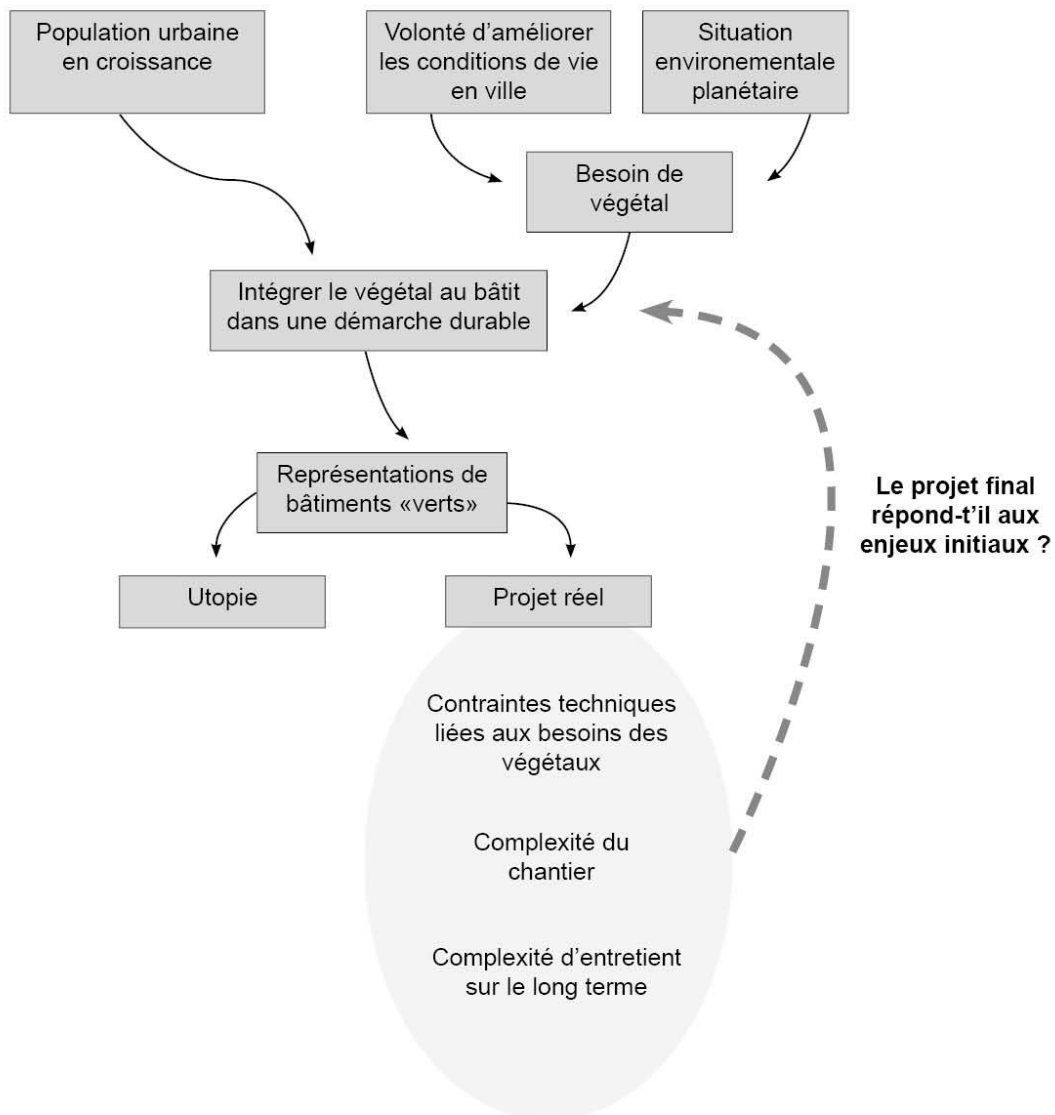 Population urbaine
en croissance
Volonté d'améliorer
les conditions de vie
en ville
Situation
environementale
planétaire
Besoin de
végétal
Intégrer le végétal au bâtit
dans une démarche durable
Représentations de
bâtiments «verts»
Le projet final
répond-t'il aux
enjeux initiaux ?
Utopie
Projet réel
Contraintes techniques
liées aux besoins des
végétaux
Complexité du
chantier
Complexité d'entretient
sur le long terme